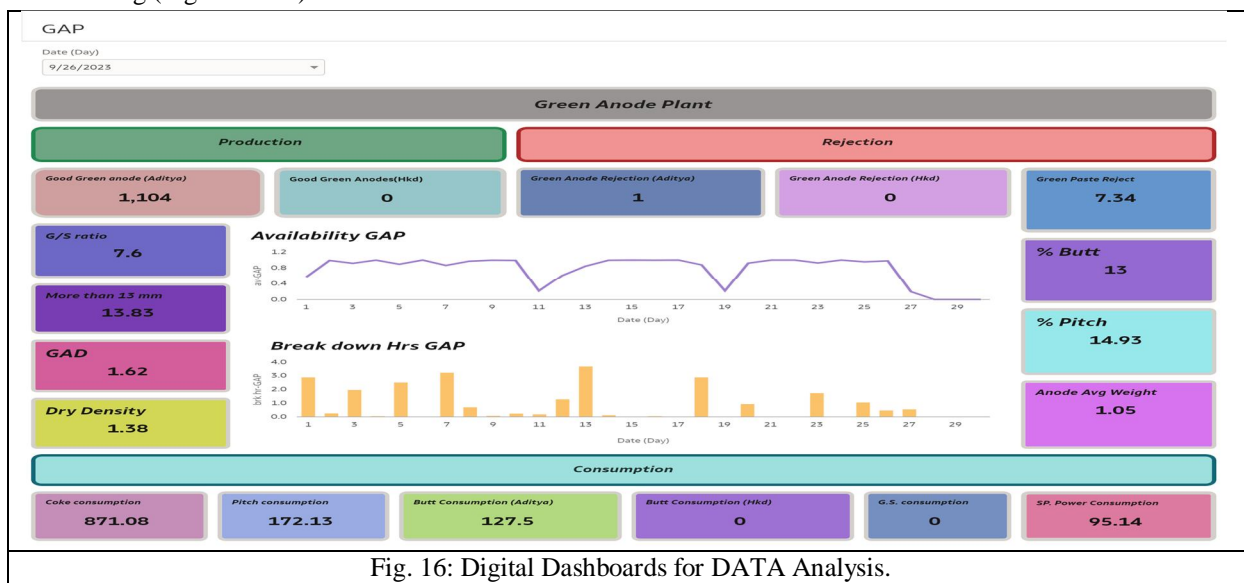 GAP
Date (Day)
9/26/2023
Green Anode Plant
Production
Rejection
Good Green anode (Aditya)
1,104
Good Green Anodes(Hkd)
0
Green Anode Rejection (Aditya)
1
Green Anode Rejection (Hkd)
0
Green Paste Reject
7.34
G/S ratio
7.6
More than 13 mm
13.83
GAD
1.62
Dry Density
1.38
Availability GAP
1.2
0.8
0.4
0.0
av-GAP
1 3 5 7 9 11 13 15 17 19 21 23 25 27 29
Date (Day)
Break down Hrs GAP
4.0
3.0
2.0
1.0
0.0
brk hr-GAP
1 3 5 7 9 11 13 15 17 19 21 23 25 27 29
Date (Day)
% Butt
13
% Pitch
14.93
Anode Avg Weight
1.05
Consumption
Coke consumption
871.08
Pitch consumption
172.13
Butt Consumption (Aditya)
127.5
Butt Consumption (Hkd)
0
G.S. consumption
0
SP. Power Consumption
95.14
Fig. 16: Digital Dashboards for DATA Analysis.